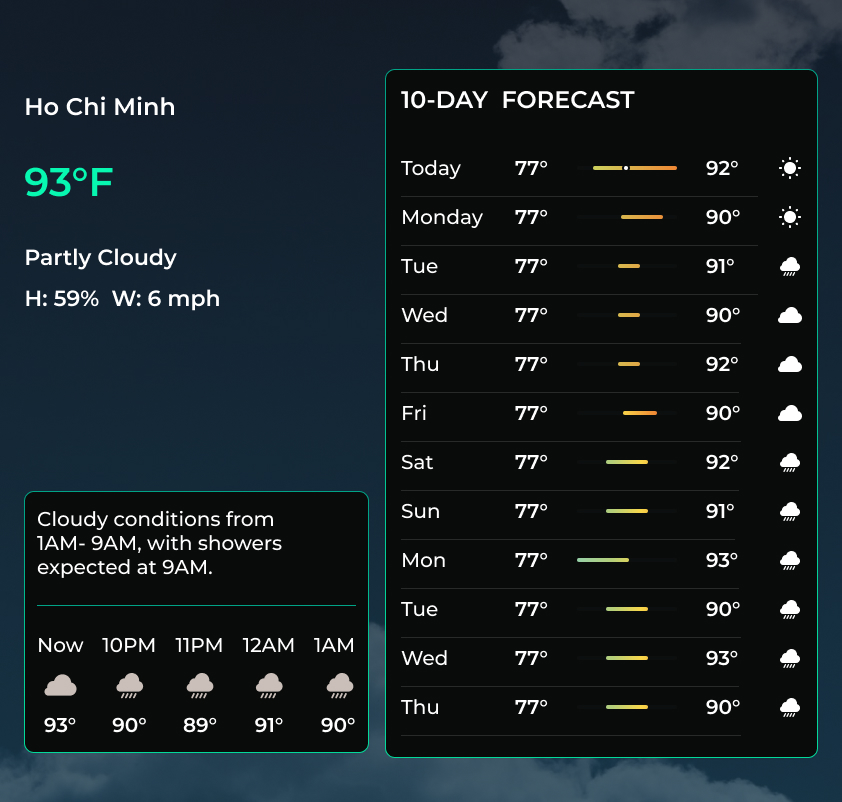 Ho Chi Minh
93°F
Partly Cloudy
H: 59% W: 6 mph
Cloudy conditions from
1AM- 9AM, with showers
expected at 9AM.
Now 10PM 11PM 12AM 1AM
93° 90° 89° 91° 90°
10-DAY FORECAST
Today 77° 92°
Monday 77° 90°
Tue 77° 91°
Wed 77° 90°
Thu 77° 92°
Fri 77° 90°
Sat 77° 92°
Sun 77° 91°
Mon 77° 93°
Tue 77° 90°
Wed 77° 93°
Thu 77° 90°